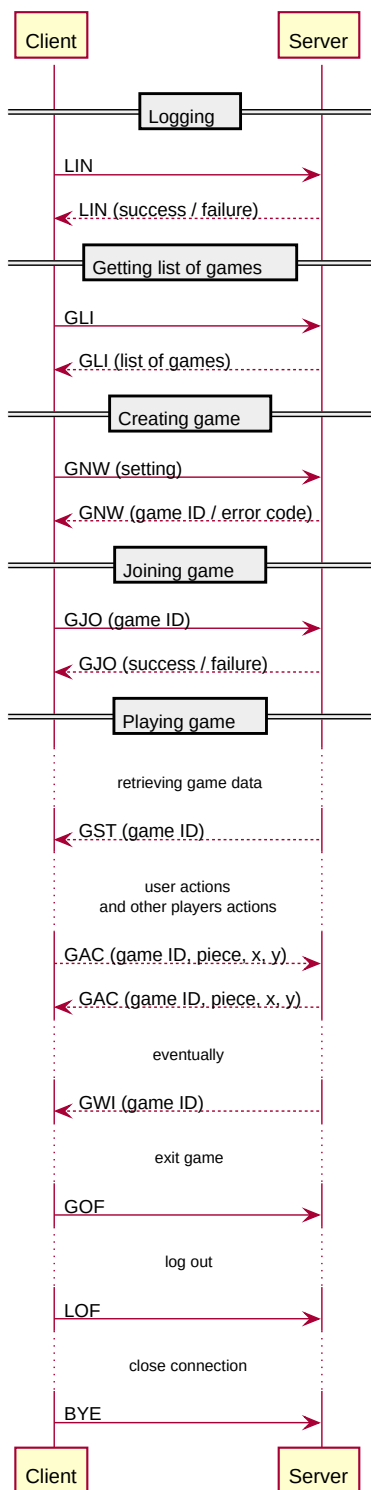 Client
Server
Logging
LIN
LIN (success / failure)
Getting list of games
GLI
GLI (list of games)
Creating game
GNW (setting)
GNW (game ID / error code)
Joining game
GJO (game ID)
GJO (success / failure)
Playing game
retrieving game data
GST (game ID)
user actions
and other players actions
GAC (game ID, piece, x, y)
GAC (game ID, piece, x, y)
eventually
GWI (game ID)
exit game
GOF
log out
LOF
close connection
BYE
Client
Server